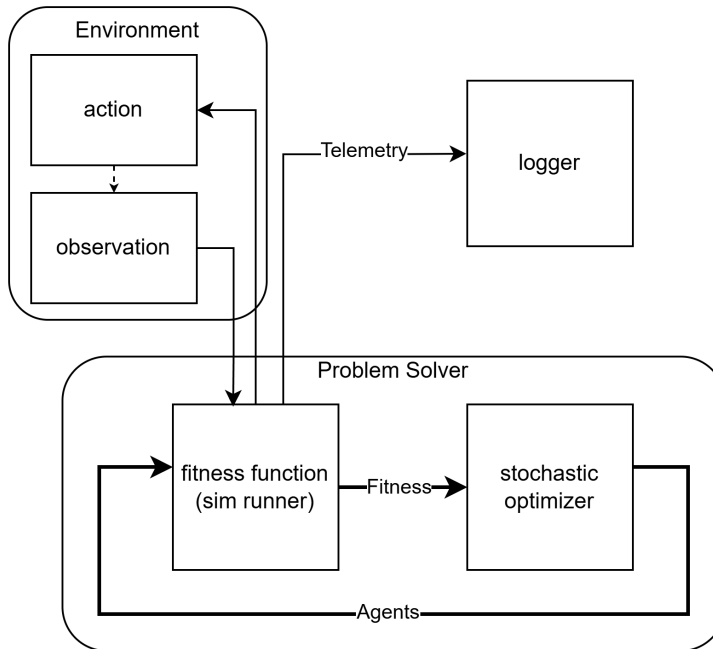 Environment
action
observation
Telemetry
logger
Problem Solver
fitness function
(sim runner)
Fitness
stochastic
optimizer
Agents